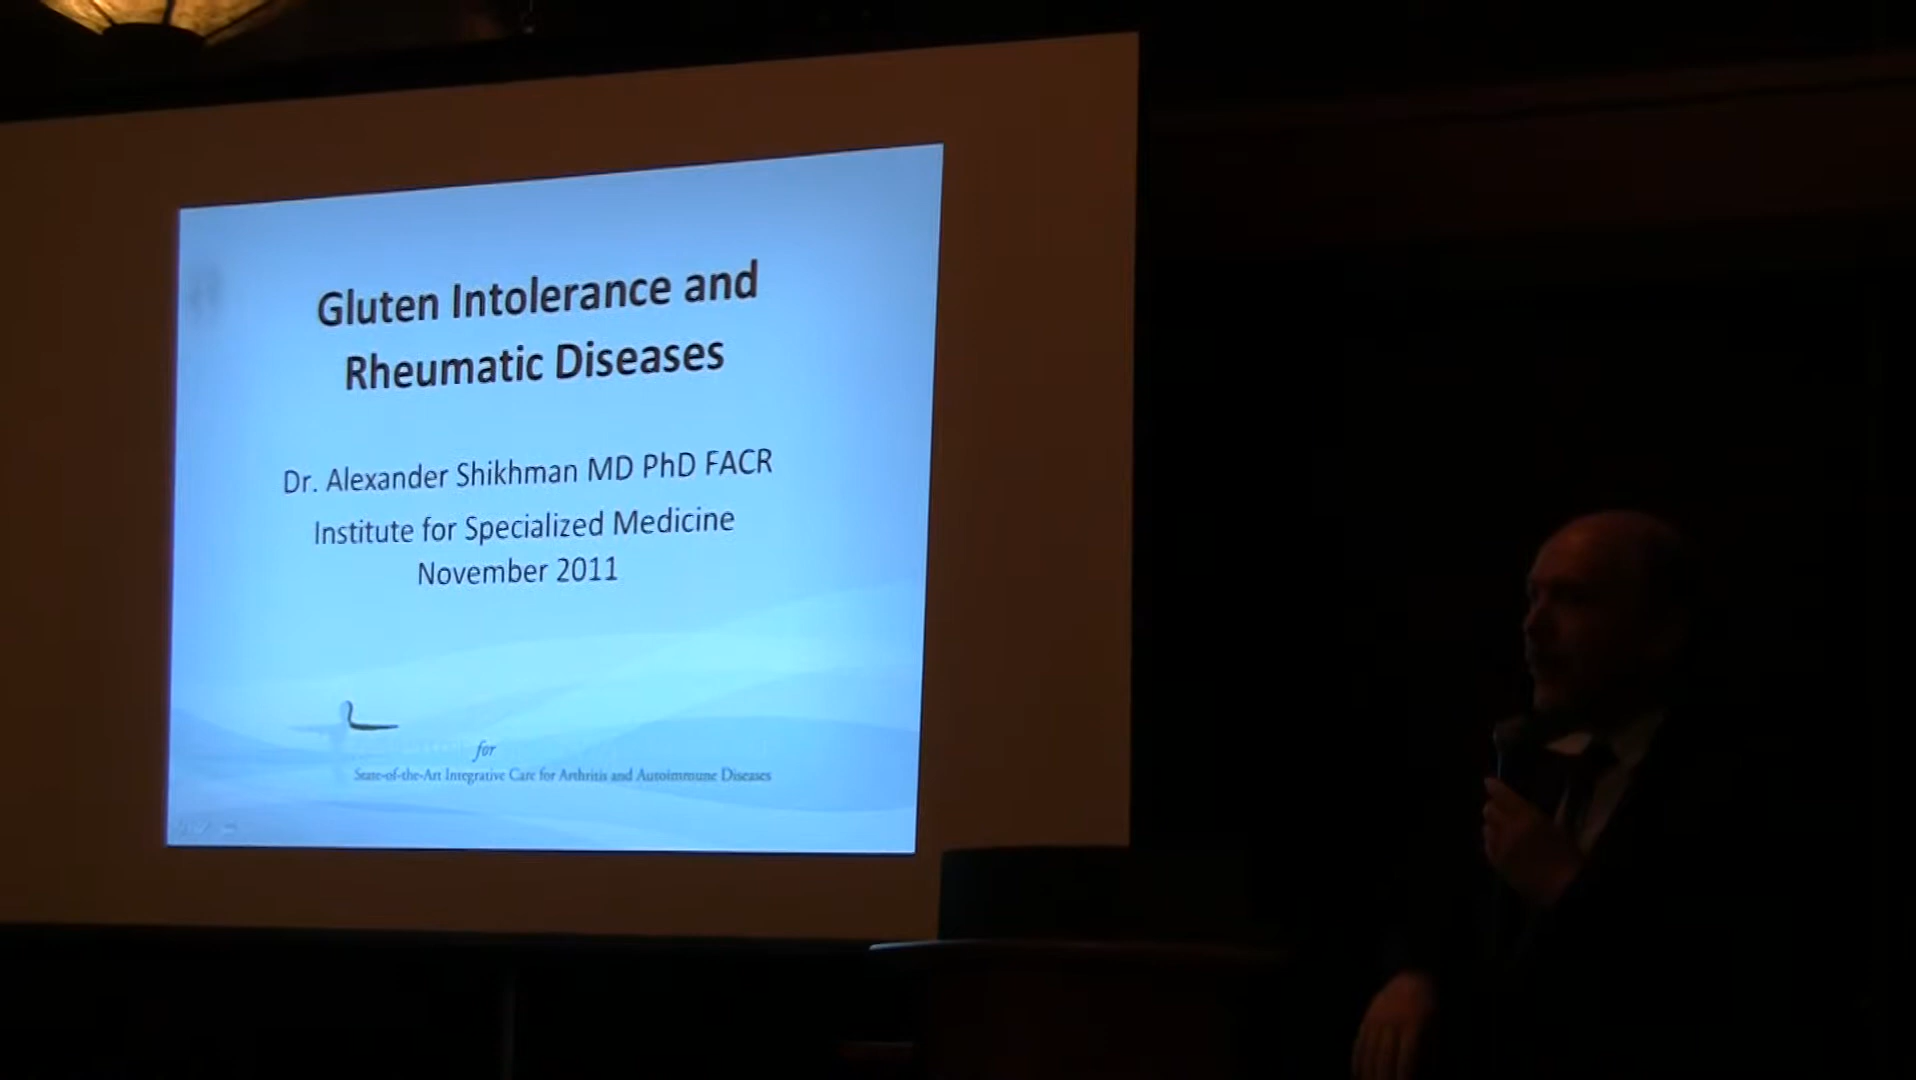 Gluten Intolerance and
Rheumatic Diseases
Dr. Alexander Shikhman MD PhD FACR
Institute for Specialized Medicine
November 2011
for
State-of-the-Art Integrative Care for Arthritis and Autoimmune Diseases